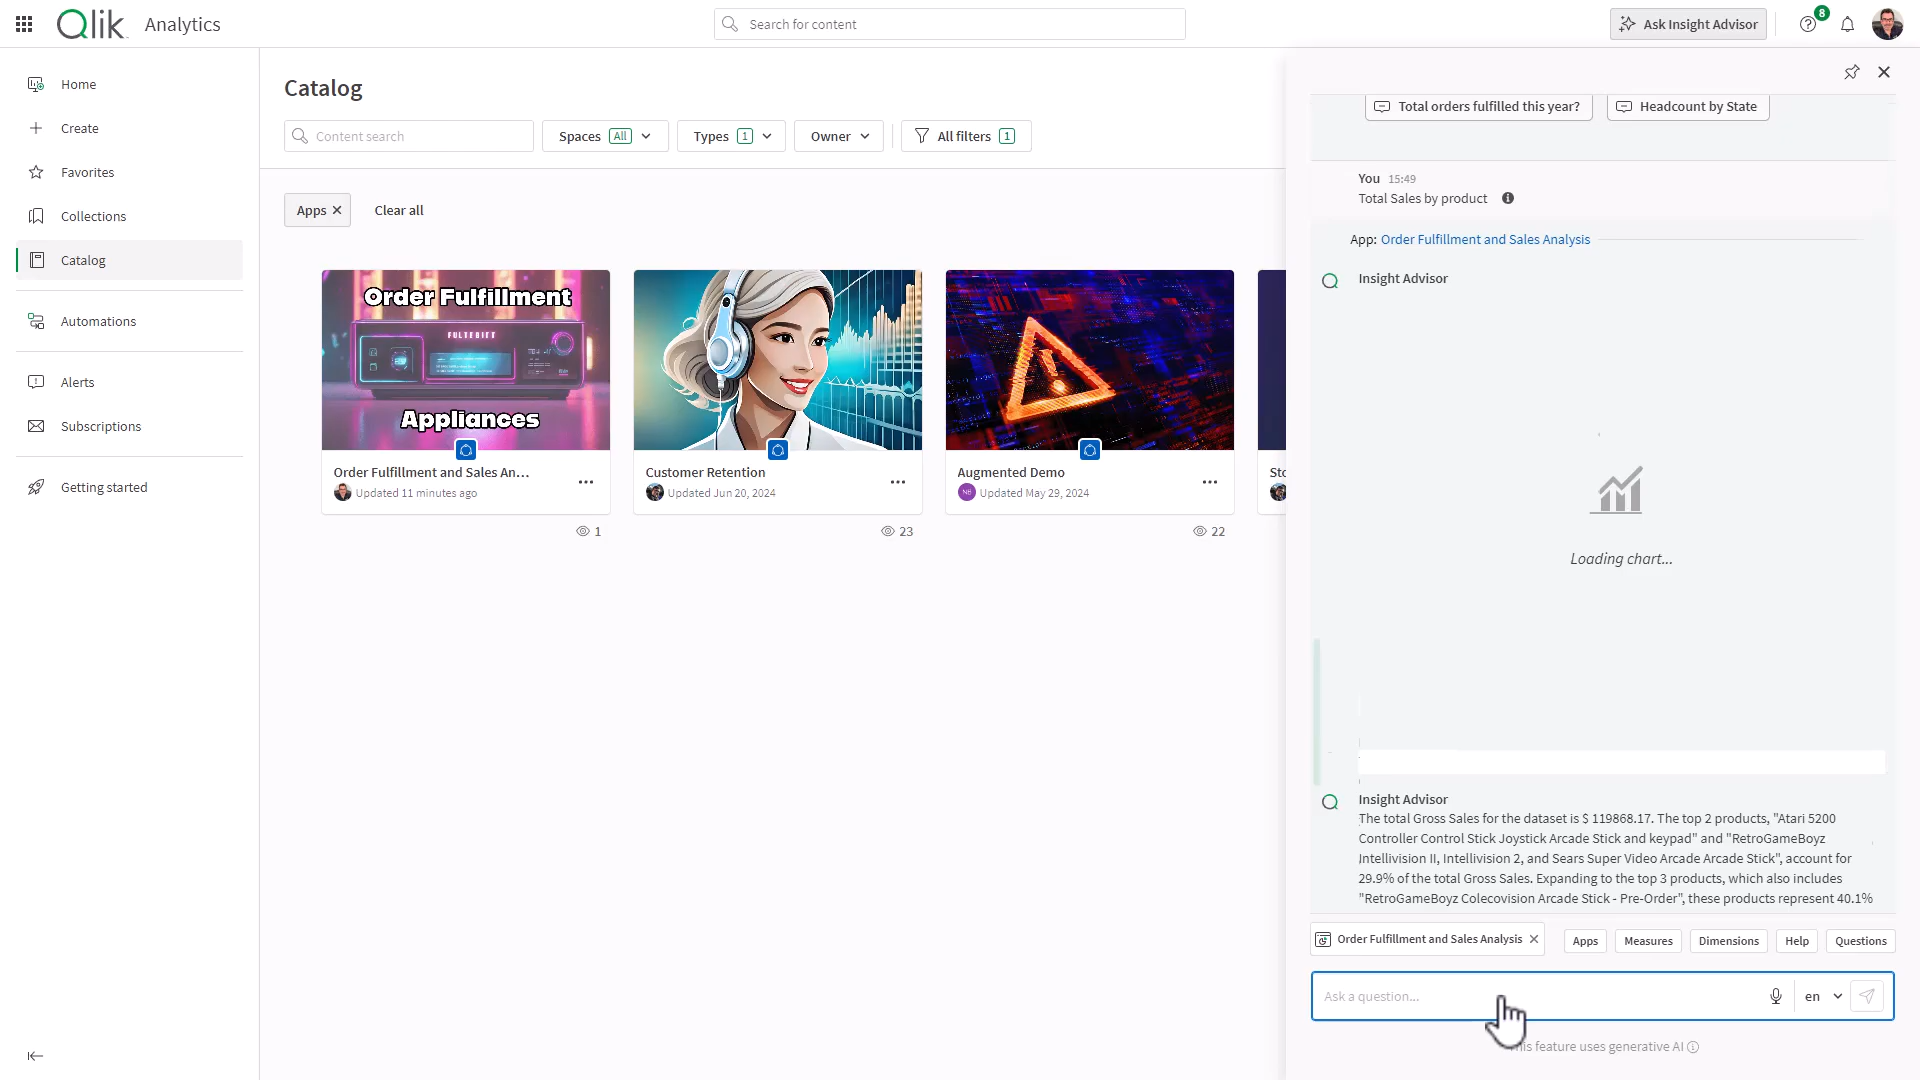 Qlik Analytics
Search for content
Ask Insight Advisor
8
Home
Create
Favorites
Collections
Catalog
Automations
Alerts
Subscriptions
Getting started
Catalog
Content search
Spaces All
Types 1
Owner
All filters 1
Apps
Clear all
Order Fulfillment
FULTEBITT
Appliances
Order Fulfillment and Sales An...
Updated 11 minutes ago
1
Customer Retention
Updated Jun 20, 2024
23
Augmented Demo
Updated May 29, 2024
22
Sto
Total orders fulfilled this year?
Headcount by State
You 15:49
Total Sales by product
App: Order Fulfillment and Sales Analysis
Insight Advisor
Loading chart...
Insight Advisor
The total Gross Sales for the dataset is $ 119868.17. The top 2 products, "Atari 5200
Controller Control Stick Joystick Arcade Stick and keypad" and "RetroGameBoyz
Intellivision II, Intellivision 2, and Sears Super Video Arcade Arcade Stick", account for
29.9% of the total Gross Sales. Expanding to the top 3 products, which also includes
"RetroGameBoyz Colecovision Arcade Stick - Pre-Order", these products represent 40.1%
Order Fulfillment and Sales Analysis
Apps
Measures
Dimensions
Help
Questions
Ask a question...
en
his feature uses generative AI